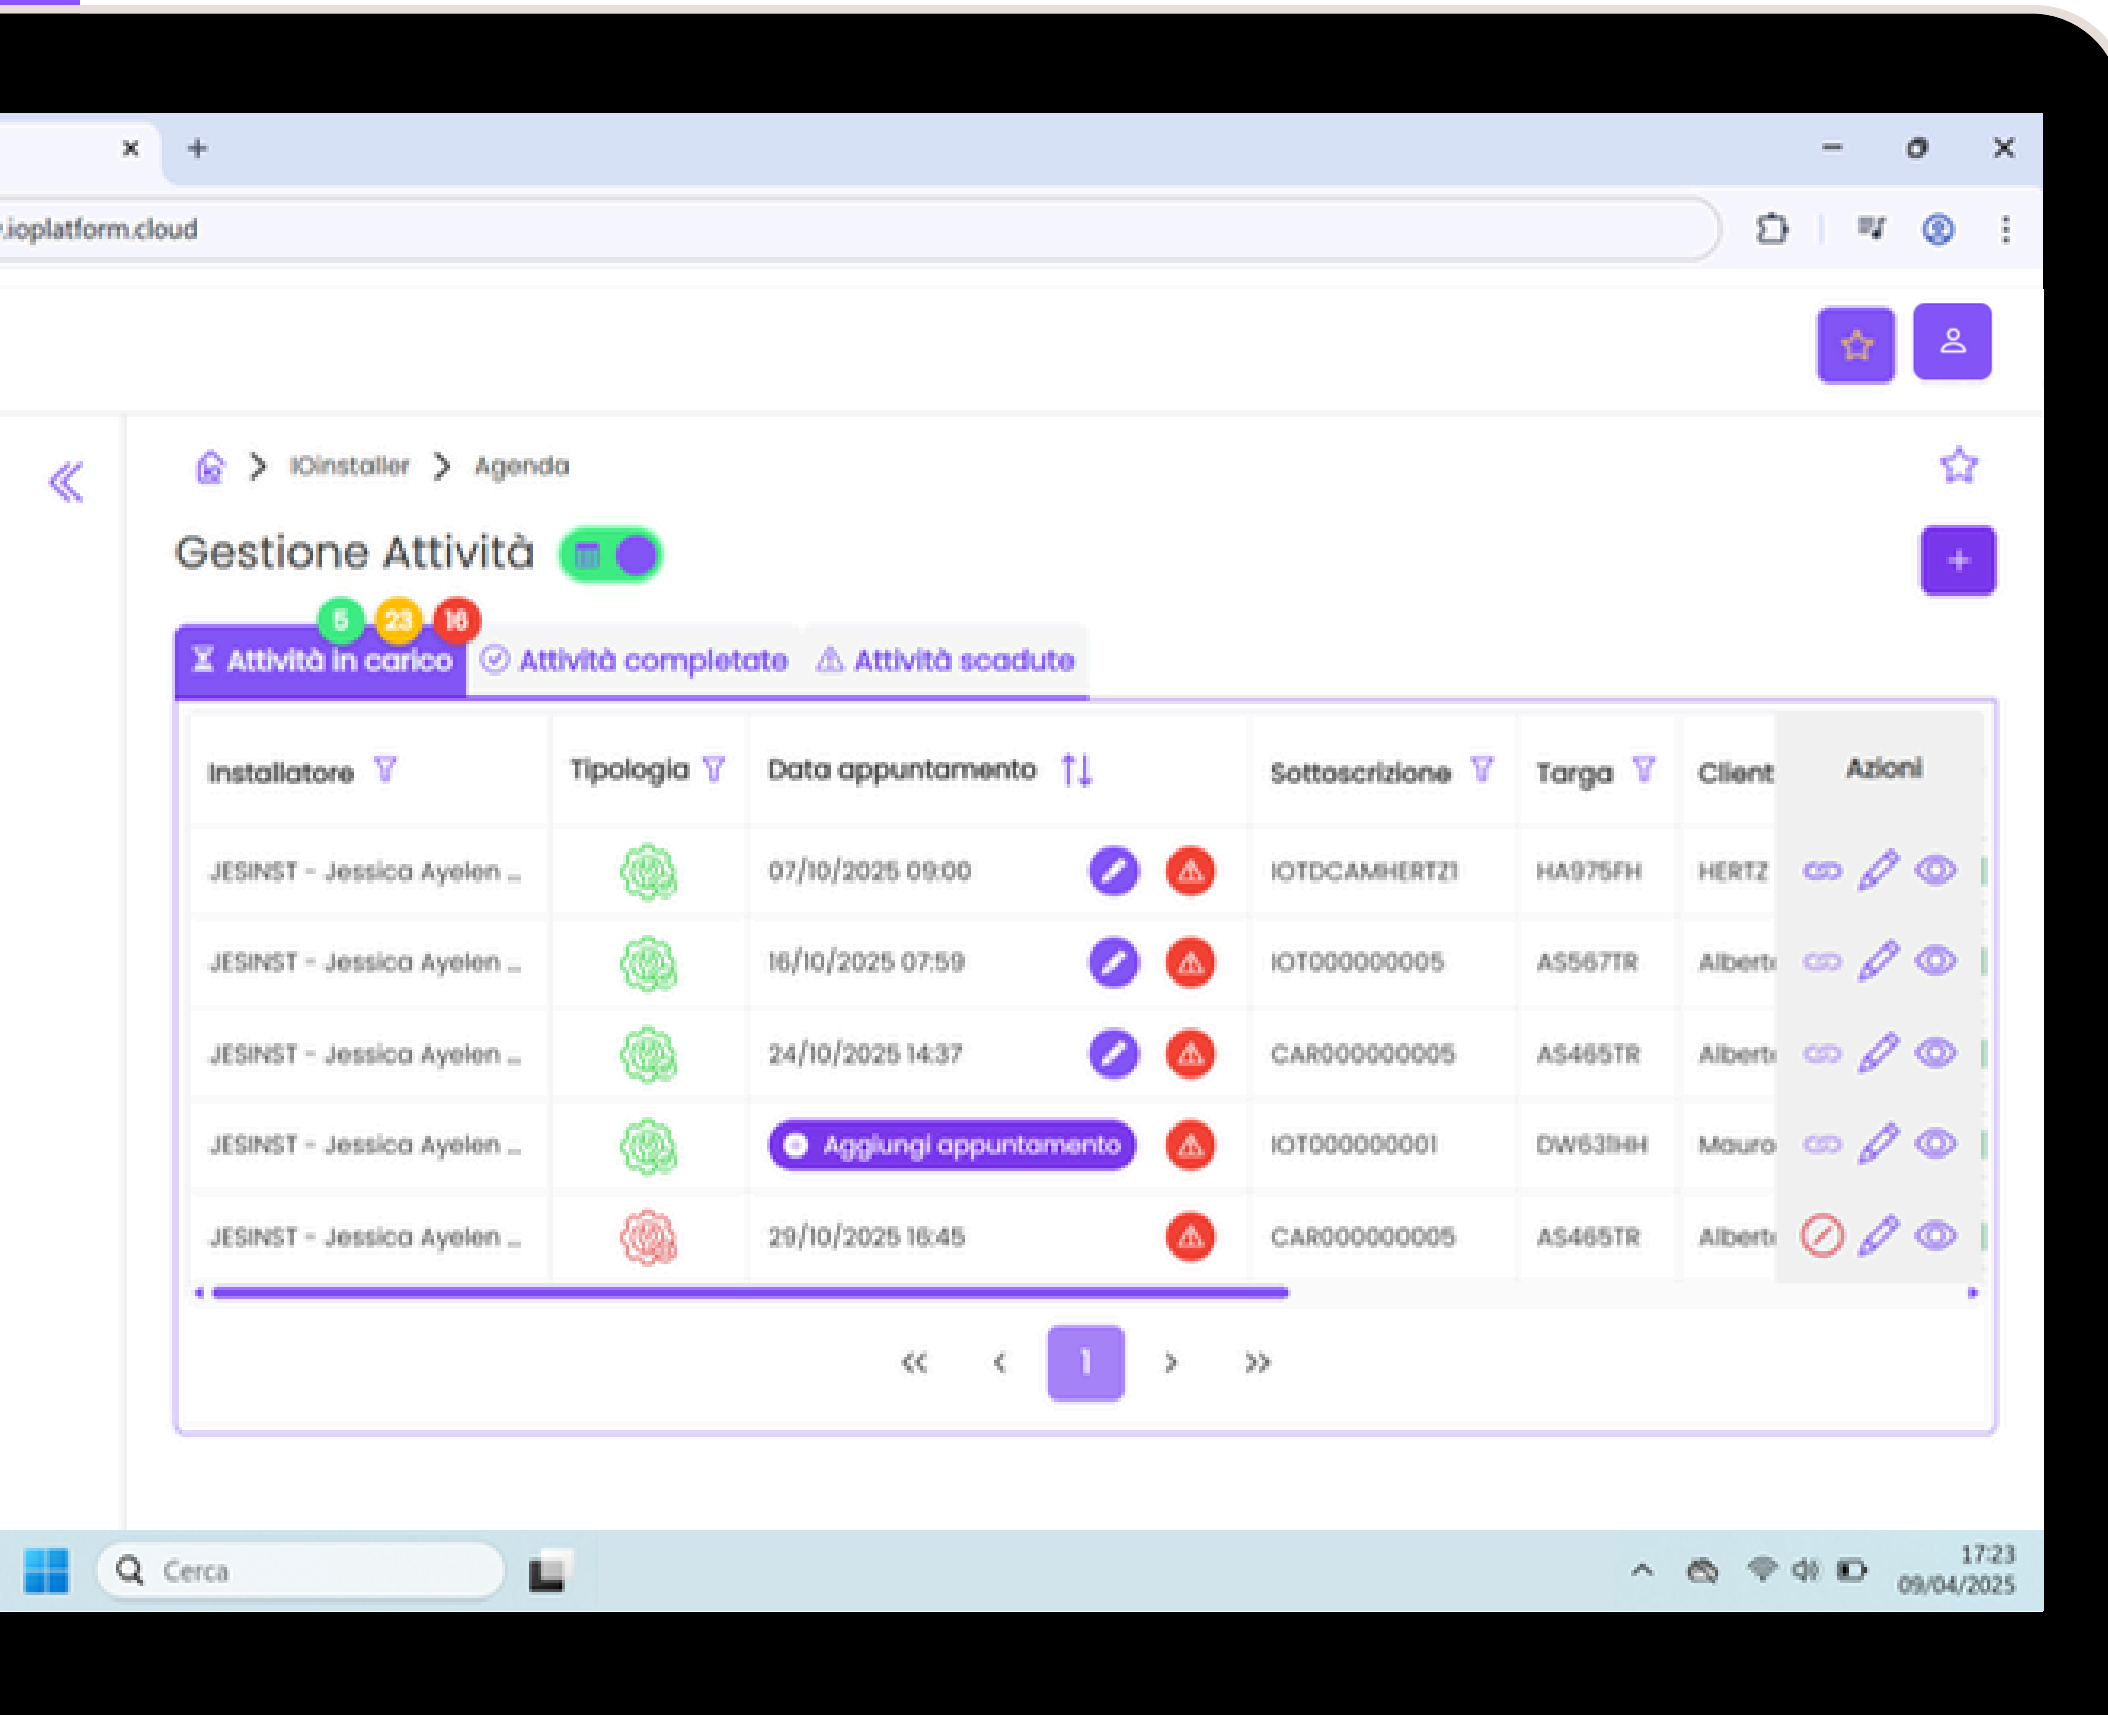 .ioplatform.cloud
IOinstaller Agenda
Gestione Attività
5 23 16
Attività in carico Attività completate Attività scadute
Installatore Tipologia Data appuntamento Sottoscrizione Targa Client Azioni
JESINST - Jessica Ayelen ... 07/10/2025 09:00 IOTDCAMHERTZ1 HA975FH HERTZ
JESINST - Jessica Ayelen ... 16/10/2025 07:59 IOT000000005 AS567TR Albert
JESINST - Jessica Ayelen ... 24/10/2025 14:37 CAR000000005 AS465TR Albert
JESINST - Jessica Ayelen ... Aggiungi appuntamento IOT000000001 DW631HH Mauro
JESINST - Jessica Ayelen ... 29/10/2025 16:45 CAR000000005 AS465TR Albert
<< < 1 > >>
Cerca
17:23
09/04/2025